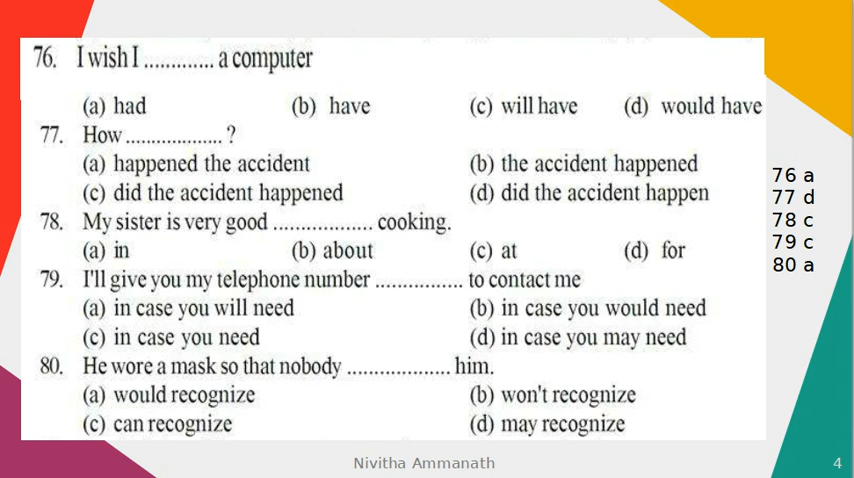 76. I wish I ............. a computer
(a) had (b) have (c) will have (d) would have
77. How ................... ?
(a) happened the accident (b) the accident happened
(c) did the accident happened (d) did the accident happen
78. My sister is very good .................. cooking.
(a) in (b) about (c) at (d) for
79. I'll give you my telephone number ................ to contact me
(a) in case you will need (b) in case you would need
(c) in case you need (d) in case you may need
80. He wore a mask so that nobody ................... him.
(a) would recognize (b) won't recognize
(c) can recognize (d) may recognize
76 a
77 d
78 c
79 c
80 a
Nivitha Ammanath 4